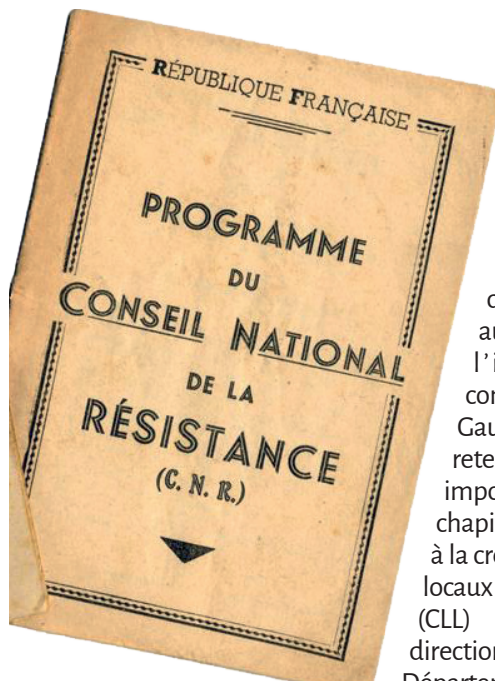 RÉPUBLIQUE FRANÇAISE
PROGRAMME
DU
CONSEIL NATIONAL
DE LA
RÉSISTANCE
(C. N. R.)
au
l'i
con
Gau
rete
impo
chapi
à la cr
locaux
(CLL)
direction